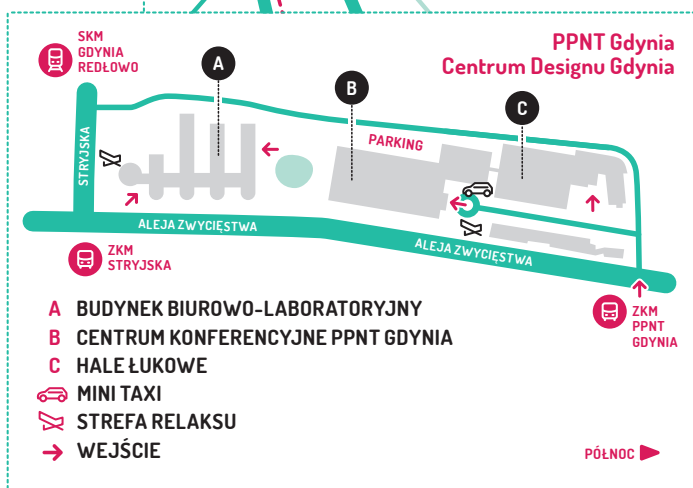 SKM
GDYNIA
REDŁOWO
PPNT Gdynia
Centrum Designu Gdynia
A
B
C
PARKING
STRYJSKA
ALEJA ZWYCIĘSTWA
ALEJA ZWYCIĘSTWA
ZKM
STRYJSKA
ZKM
PPNT
GDYNIA
A BUDYNEK BIUROWO-LABORATORYJNY
B CENTRUM KONFERENCYJNE PPNT GDYNIA
C HALE ŁUKOWE
MINI TAXI
STREFA RELAKSU
WEJŚCIE
PÓŁNOC